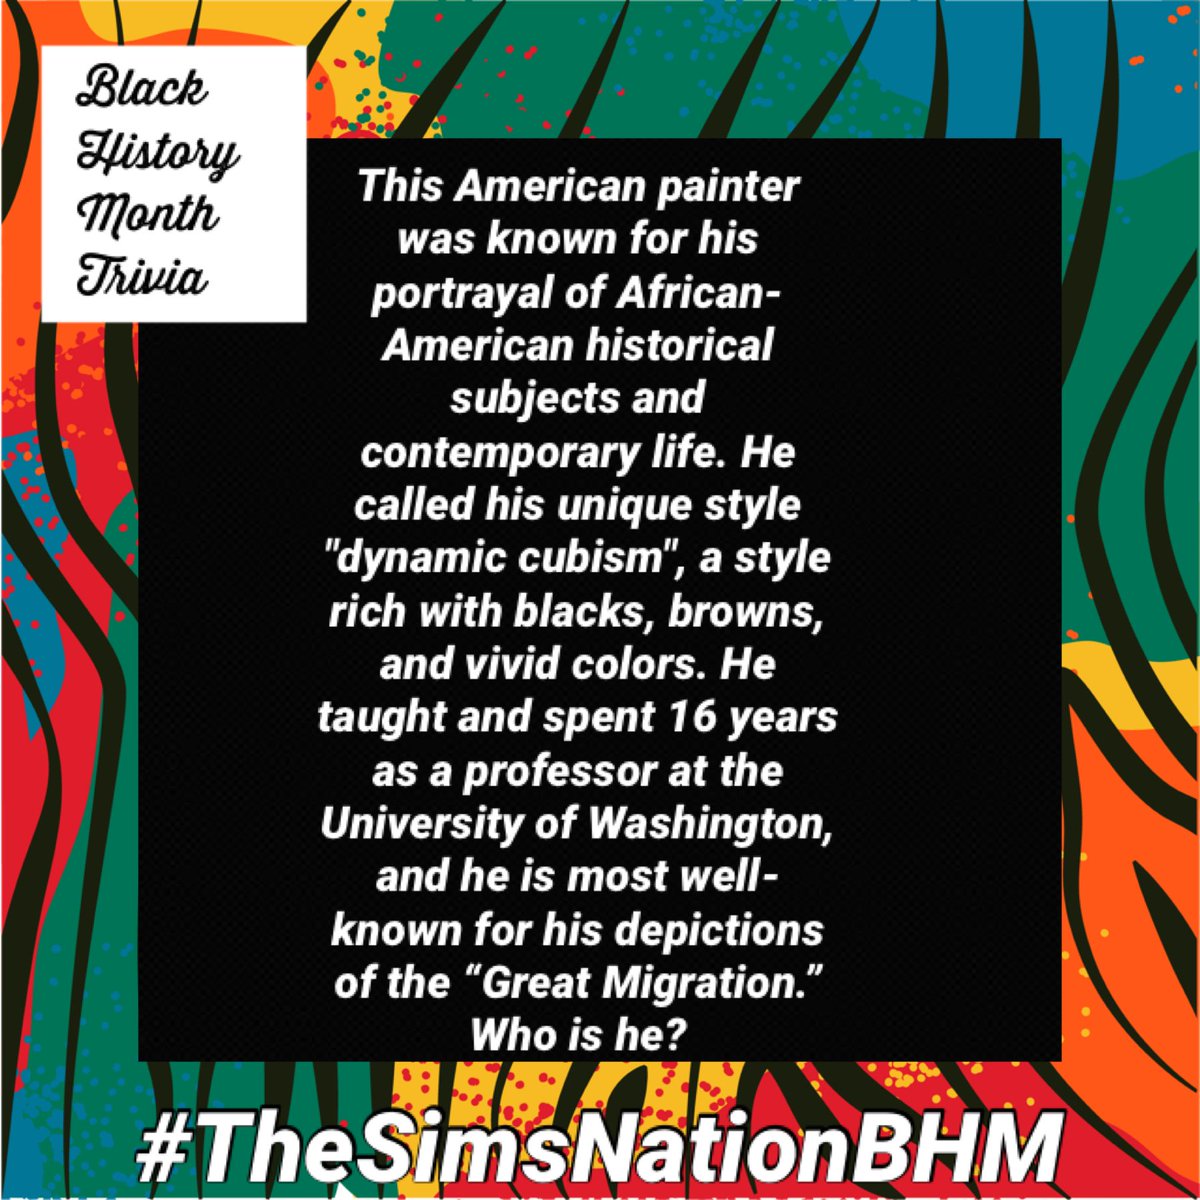 Black
History
Month
Trivia
This American painter
was known for his
portrayal of African-
American historical
subjects and
contemporary life. He
called his unique style
"dynamic cubism", a style
rich with blacks, browns,
and vivid colors. He
taught and spent 16 years
as a professor at the
University of Washington,
and he is most well-
known for his depictions
of the “Great Migration.”
Who is he?
#TheSimsNationBHM